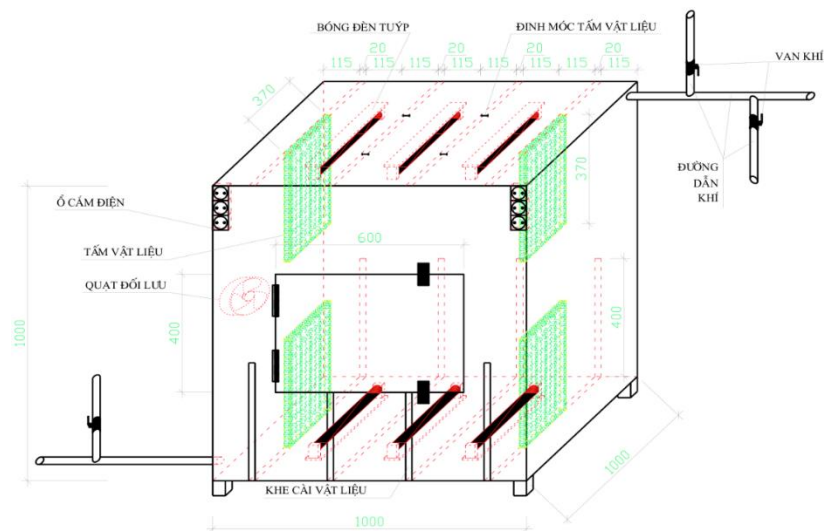 BÓNG ĐÈN TUÝP
ĐINH MÓC TẤM VẬT LIỆU
VAN KHÍ
20 20 20 20
115 115 115 115 115 115 115 115
370
370
ĐƯỜNG
DẪN
KHÍ
Ổ CẮM ĐIỆN
TẤM VẬT LIỆU
600
QUẠT ĐỐI LƯU
1000
400
400
KHE CÀI VẬT LIỆU
1000
1000